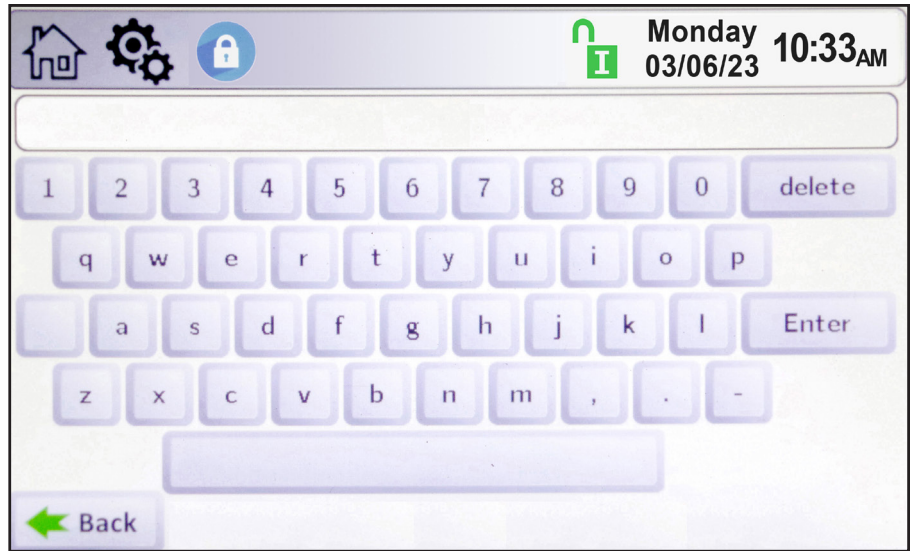 I
Monday
03/06/23
10:33AM
1 2 3 4 5 6 7 8 9 0 delete
q w e r t y u i o p
a s d f g h j k l Enter
z x c v b n m , . -
Back